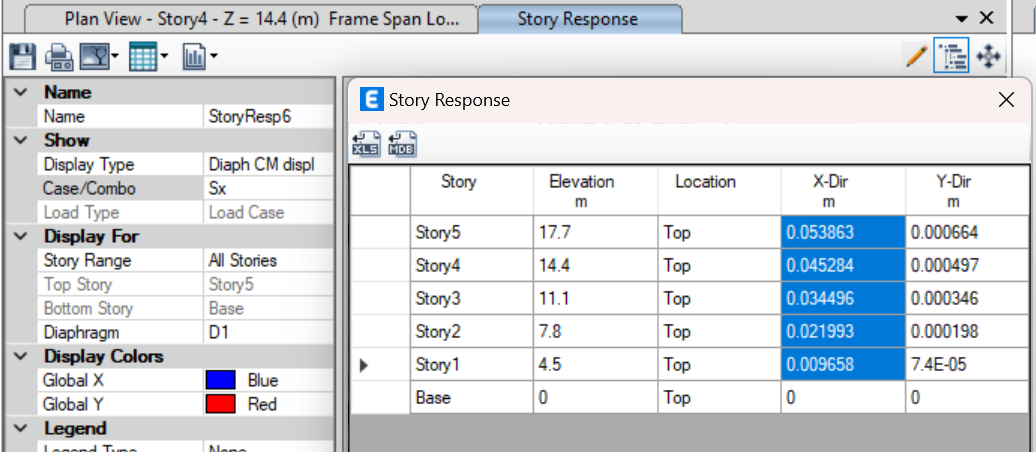 Plan View - Story4 - Z = 14.4 (m) Frame Span Lo... Story Response
Name
Name StoryResp6
Show
Display Type Diaph CM displ
Case/Combo Sx
Load Type Load Case
Display For
Story Range All Stories
Top Story Story5
Bottom Story Base
Diaphragm D1
Display Colors
Global X Blue
Global Y Red
Legend
Legend Type None
E Story Response
XLS MDB
Story Elevation Location X-Dir Y-Dir
m m m
Story5 17.7 Top 0.053863 0.000664
Story4 14.4 Top 0.045284 0.000497
Story3 11.1 Top 0.034496 0.000346
Story2 7.8 Top 0.021993 0.000198
Story1 4.5 Top 0.009658 7.4E-05
Base 0 Top 0 0